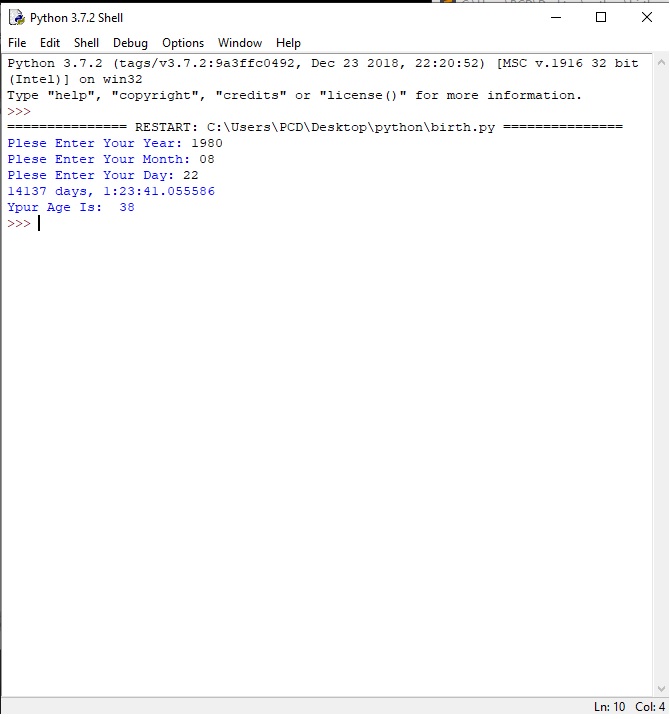 Python 3.7.2 Shell
File Edit Shell Debug Options Window Help
Python 3.7.2 (tags/v3.7.2:9a3ffc0492, Dec 23 2018, 22:20:52) [MSC v.1916 32 bit
(Intel)] on win32
Type "help", "copyright", "credits" or "license()" for more information.
>>>
=============== RESTART: C:\Users\PCD\Desktop\python\birth.py ===============
Plese Enter Your Year: 1980
Plese Enter Your Month: 08
Plese Enter Your Day: 22
14137 days, 1:23:41.055586
Ypur Age Is:  38
>>>
Ln: 10 Col: 4